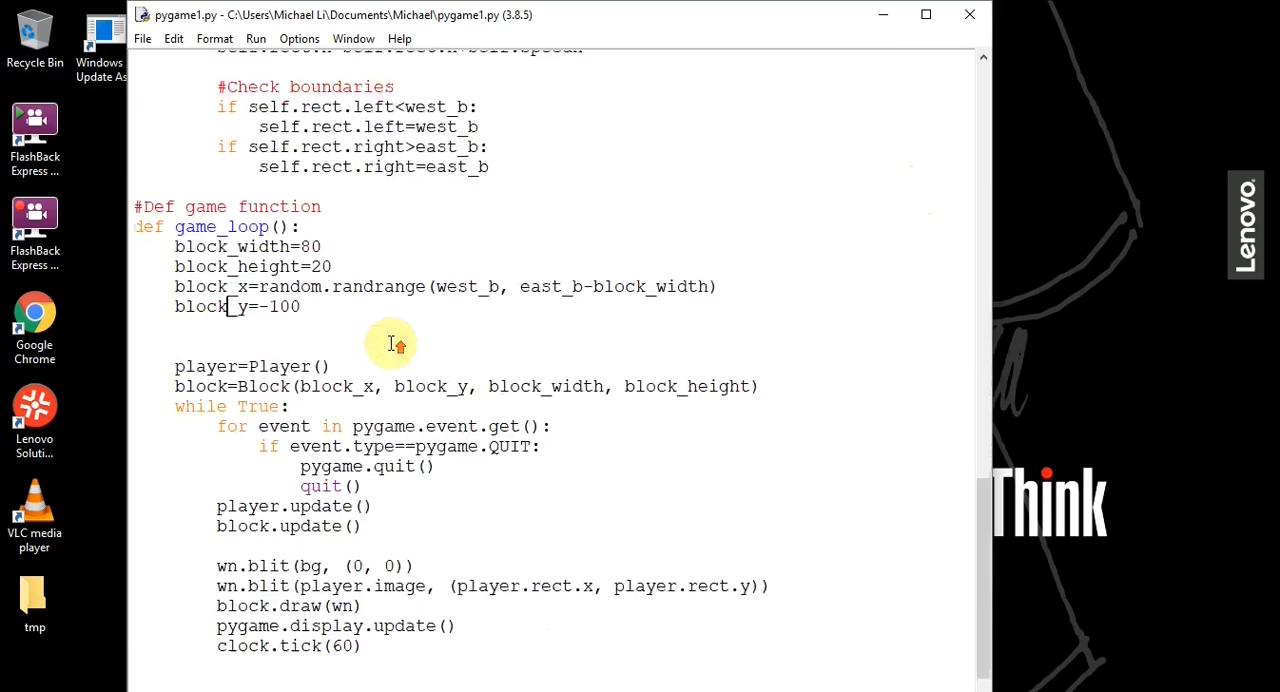 pygame1.py - C:\Users\Michael Li\Documents\Michael\pygame1.py (3.8.5)
File Edit Format Run Options Window Help
#Check boundaries
if self.rect.left<west_b:
self.rect.left=west_b
if self.rect.right>east_b:
self.rect.right=east_b
#Def game function
def game_loop():
block_width=80
block_height=20
block_x=random.randrange(west_b, east_b-block_width)
block_y=-100
player=Player()
block=Block(block_x, block_y, block_width, block_height)
while True:
for event in pygame.event.get():
if event.type==pygame.QUIT:
pygame.quit()
quit()
player.update()
block.update()
wn.blit(bg, (0, 0))
wn.blit(player.image, (player.rect.x, player.rect.y))
block.draw(wn)
pygame.display.update()
clock.tick(60)
Recycle Bin
Windows
Update As
FlashBack
Express ...
FlashBack
Express ...
Google
Chrome
Lenovo
Soluti...
VLC media
player
tmp
Lenovo
Think